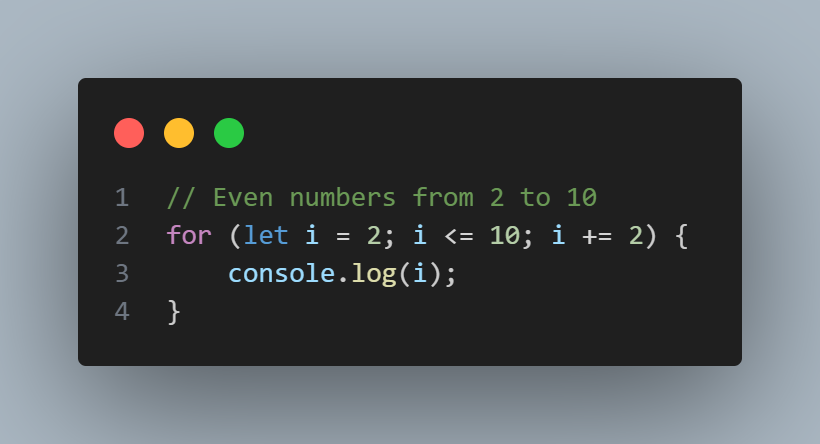 1 // Even numbers from 2 to 10
2 for (let i = 2; i <= 10; i += 2) {
3     console.log(i);
4 }